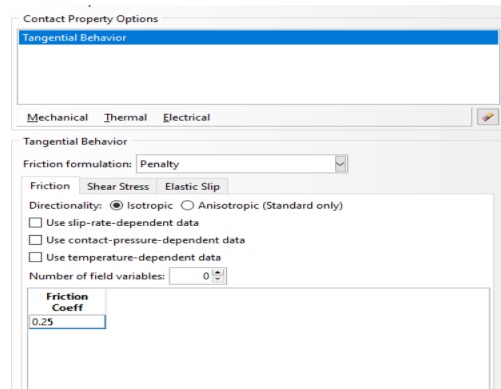 Contact Property Options
Tangential Behavior
Mechanical Thermal Electrical
Tangential Behavior
Friction formulation: Penalty
Friction Shear Stress Elastic Slip
Directionality: Isotropic Anisotropic (Standard only)
Use slip-rate-dependent data
Use contact-pressure-dependent data
Use temperature-dependent data
Number of field variables: 0
Friction
Coeff
0.25